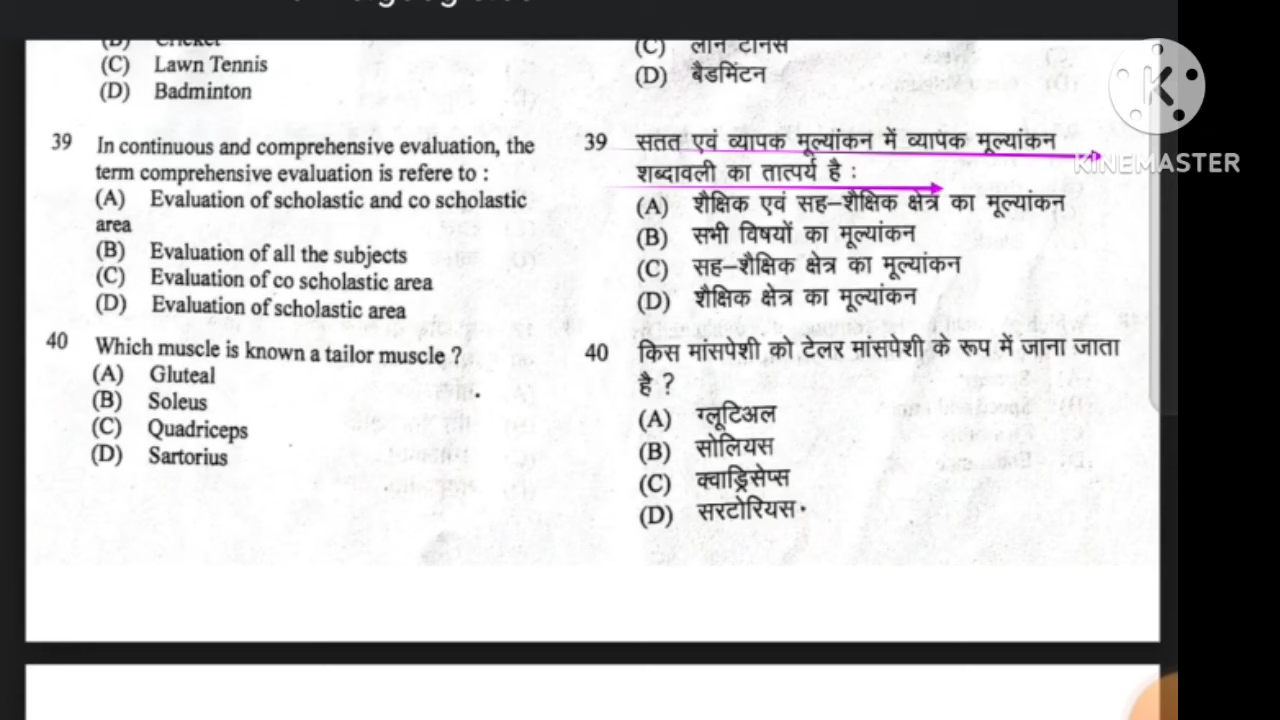 (C) Lawn Tennis
(D) Badminton
39 In continuous and comprehensive evaluation, the
term comprehensive evaluation is refere to :
(A) Evaluation of scholastic and co scholastic
area
(B) Evaluation of all the subjects
(C) Evaluation of co scholastic area
(D) Evaluation of scholastic area
40 Which muscle is known a tailor muscle ?
(A) Gluteal
(B) Soleus
(C) Quadriceps
(D) Sartorius
(C) लॉन टेनिस
(D) बैडमिंटन
39 सतत एवं व्यापक मूल्यांकन में व्यापक मूल्यांकन
शब्दावली का तात्पर्य है :
(A) शैक्षिक एवं सह–शैक्षिक क्षेत्र का मूल्यांकन
(B) सभी विषयों का मूल्यांकन
(C) सह–शैक्षिक क्षेत्र का मूल्यांकन
(D) शैक्षिक क्षेत्र का मूल्यांकन
40 किस मांसपेशी को टेलर मांसपेशी के रूप में जाना जाता
है ?
(A) ग्लूटिअल
(B) सोलियस
(C) क्वाड्रिसेप्स
(D) सरटोरियस
K
KINEMASTER